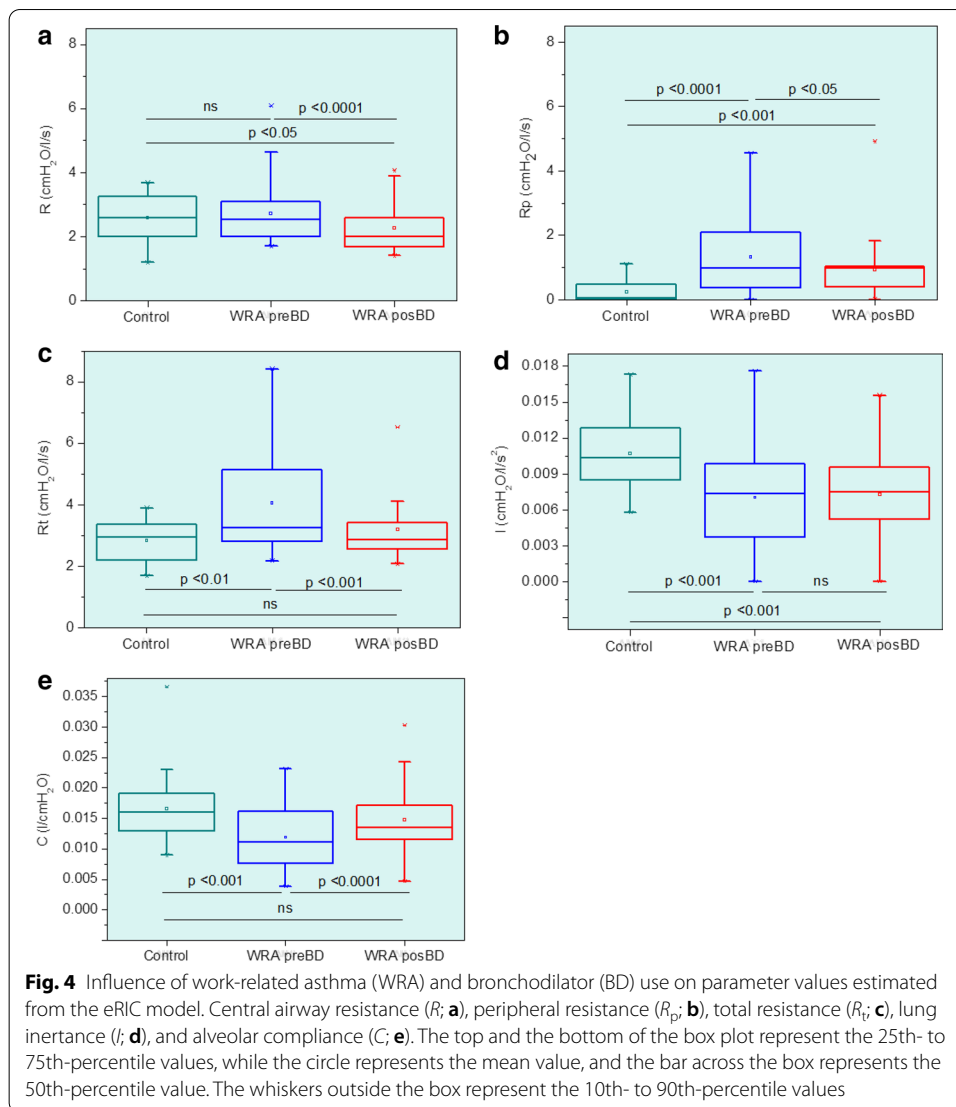 a
8
6
4
2
0
R (cmH₂O/l/s)
ns
p <0.0001
p <0.05
Control
WRA preBD
WRA posBD
b
8
6
4
2
0
Rp (cmH₂O/l/s)
p <0.0001
p <0.05
p <0.001
Control
WRA preBD
WRA posBD
c
8
6
4
2
0
Rt (cmH₂O/l/s)
p <0.01
p <0.001
ns
Control
WRA preBD
WRA posBD
d
0.018
0.015
0.012
0.009
0.006
0.003
0.000
I (cmH₂O/l/s²)
p <0.001
ns
p <0.001
Control
WRA preBD
WRA posBD
e
0.035
0.030
0.025
0.020
0.015
0.010
0.005
0.000
C (l/cmH₂O)
p <0.001
p <0.0001
ns
Control
WRA preBD
WRA posBD
Fig. 4 Influence of work-related asthma (WRA) and bronchodilator (BD) use on parameter values estimated
from the eRIC model. Central airway resistance (R; a), peripheral resistance (Rₚ; b), total resistance (Rₜ; c), lung
inertance (I; d), and alveolar compliance (C; e). The top and the bottom of the box plot represent the 25th- to
75th-percentile values, while the circle represents the mean value, and the bar across the box represents the
50th-percentile value. The whiskers outside the box represent the 10th- to 90th-percentile values